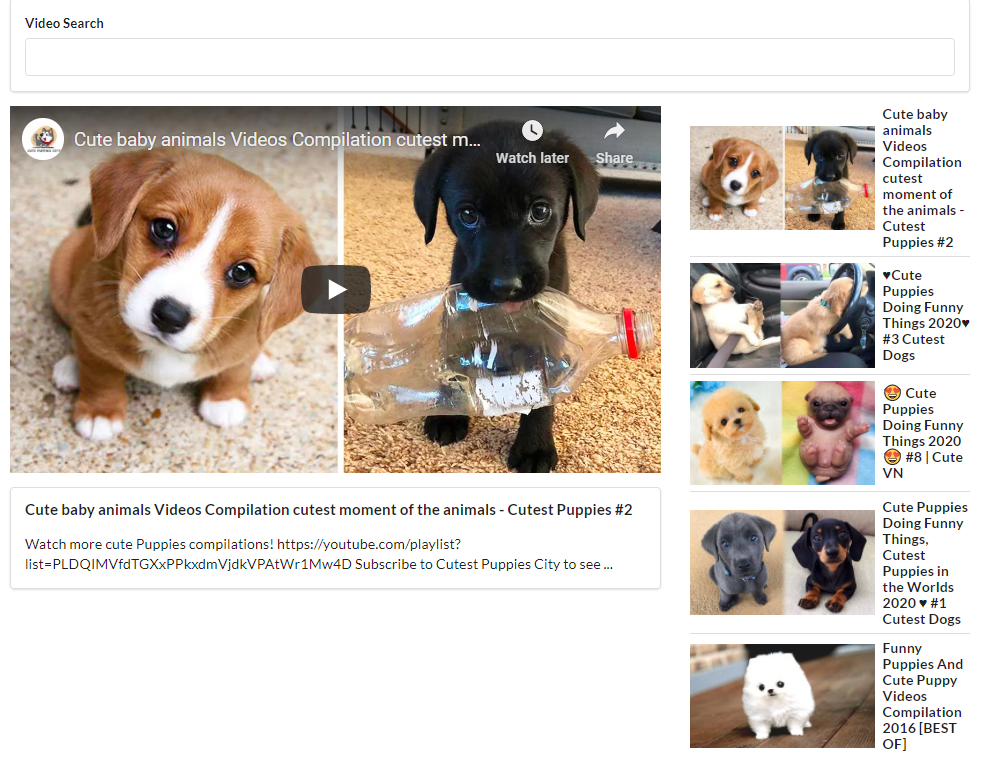 Video Search
Cute baby animals Videos Compilation cutest m...
Watch later
Share
Cute baby animals Videos Compilation cutest moment of the animals - Cutest Puppies #2
Watch more cute Puppies compilations! https://youtube.com/playlist?
list=PLDQIMVfdTGXxPPkxdmVjdkVPAtWr1Mw4D Subscribe to Cutest Puppies City to see ...
Cute baby
animals
Videos
Compilation
cutest
moment of
the animals -
Cutest
Puppies #2
♥Cute
Puppies
Doing Funny
Things 2020♥
#3 Cutest
Dogs
🤩 Cute
Puppies
Doing Funny
Things 2020
🤩 #8 | Cute
VN
Cute Puppies
Doing Funny
Things,
Cutest
Puppies in
the Worlds
2020 ♥ #1
Cutest Dogs
Funny
Puppies And
Cute Puppy
Videos
Compilation
2016 [BEST
OF]